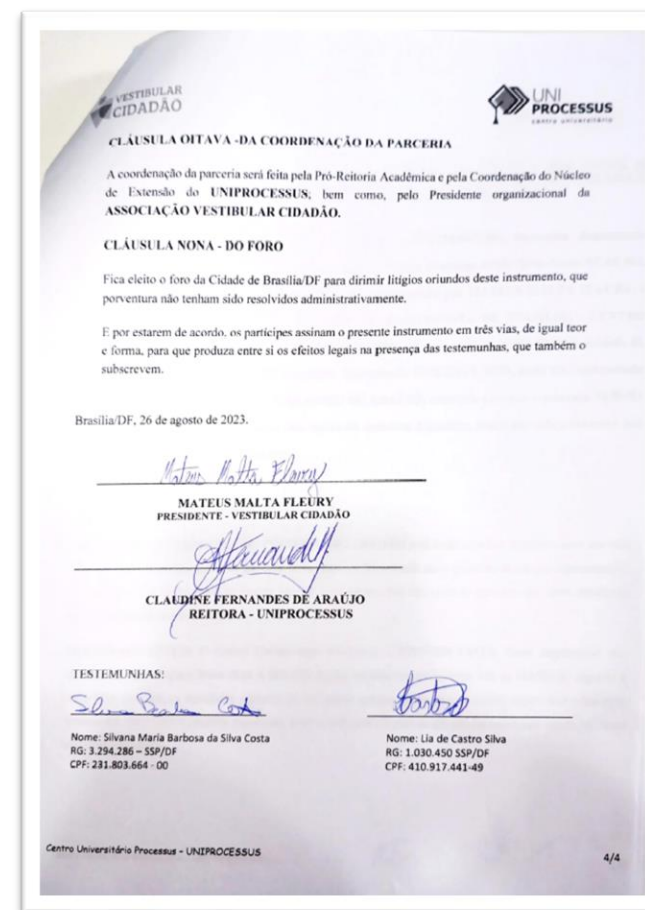 VESTIBULAR
CIDADÃO
UNI
PROCESSUS
centro universitário
CLÁUSULA OITAVA -DA COORDENAÇÃO DA PARCERIA
A coordenação da parceria será feita pela Pró-Reitoria Acadêmica e pela Coordenação do Núcleo
de Extensão do UNIPROCESSUS; bem como, pelo Presidente organizacional da
ASSOCIAÇÃO VESTIBULAR CIDADÃO.
CLÁUSULA NONA - DO FORO
Fica eleito o foro da Cidade de Brasília/DF para dirimir litígios oriundos deste instrumento, que
porventura não tenham sido resolvidos administrativamente.
E por estarem de acordo, os partícipes assinam o presente instrumento em três vias, de igual teor
e forma, para que produza entre si os efeitos legais na presença das testemunhas, que também o
subscrevem.
Brasília/DF, 26 de agosto de 2023.
Mateus Malta Fleury
MATEUS MALTA FLEURY
PRESIDENTE - VESTIBULAR CIDADÃO
CLAUDINE FERNANDES DE ARAÚJO
REITORA - UNIPROCESSUS
TESTEMUNHAS:
Nome: Silvana Maria Barbosa da Silva Costa
RG: 3.294.286 – SSP/DF
CPF: 231.803.664 - 00
Nome: Lia de Castro Silva
RG: 1.030.450 SSP/DF
CPF: 410.917.441-49
Centro Universitário Processus - UNIPROCESSUS
4/4